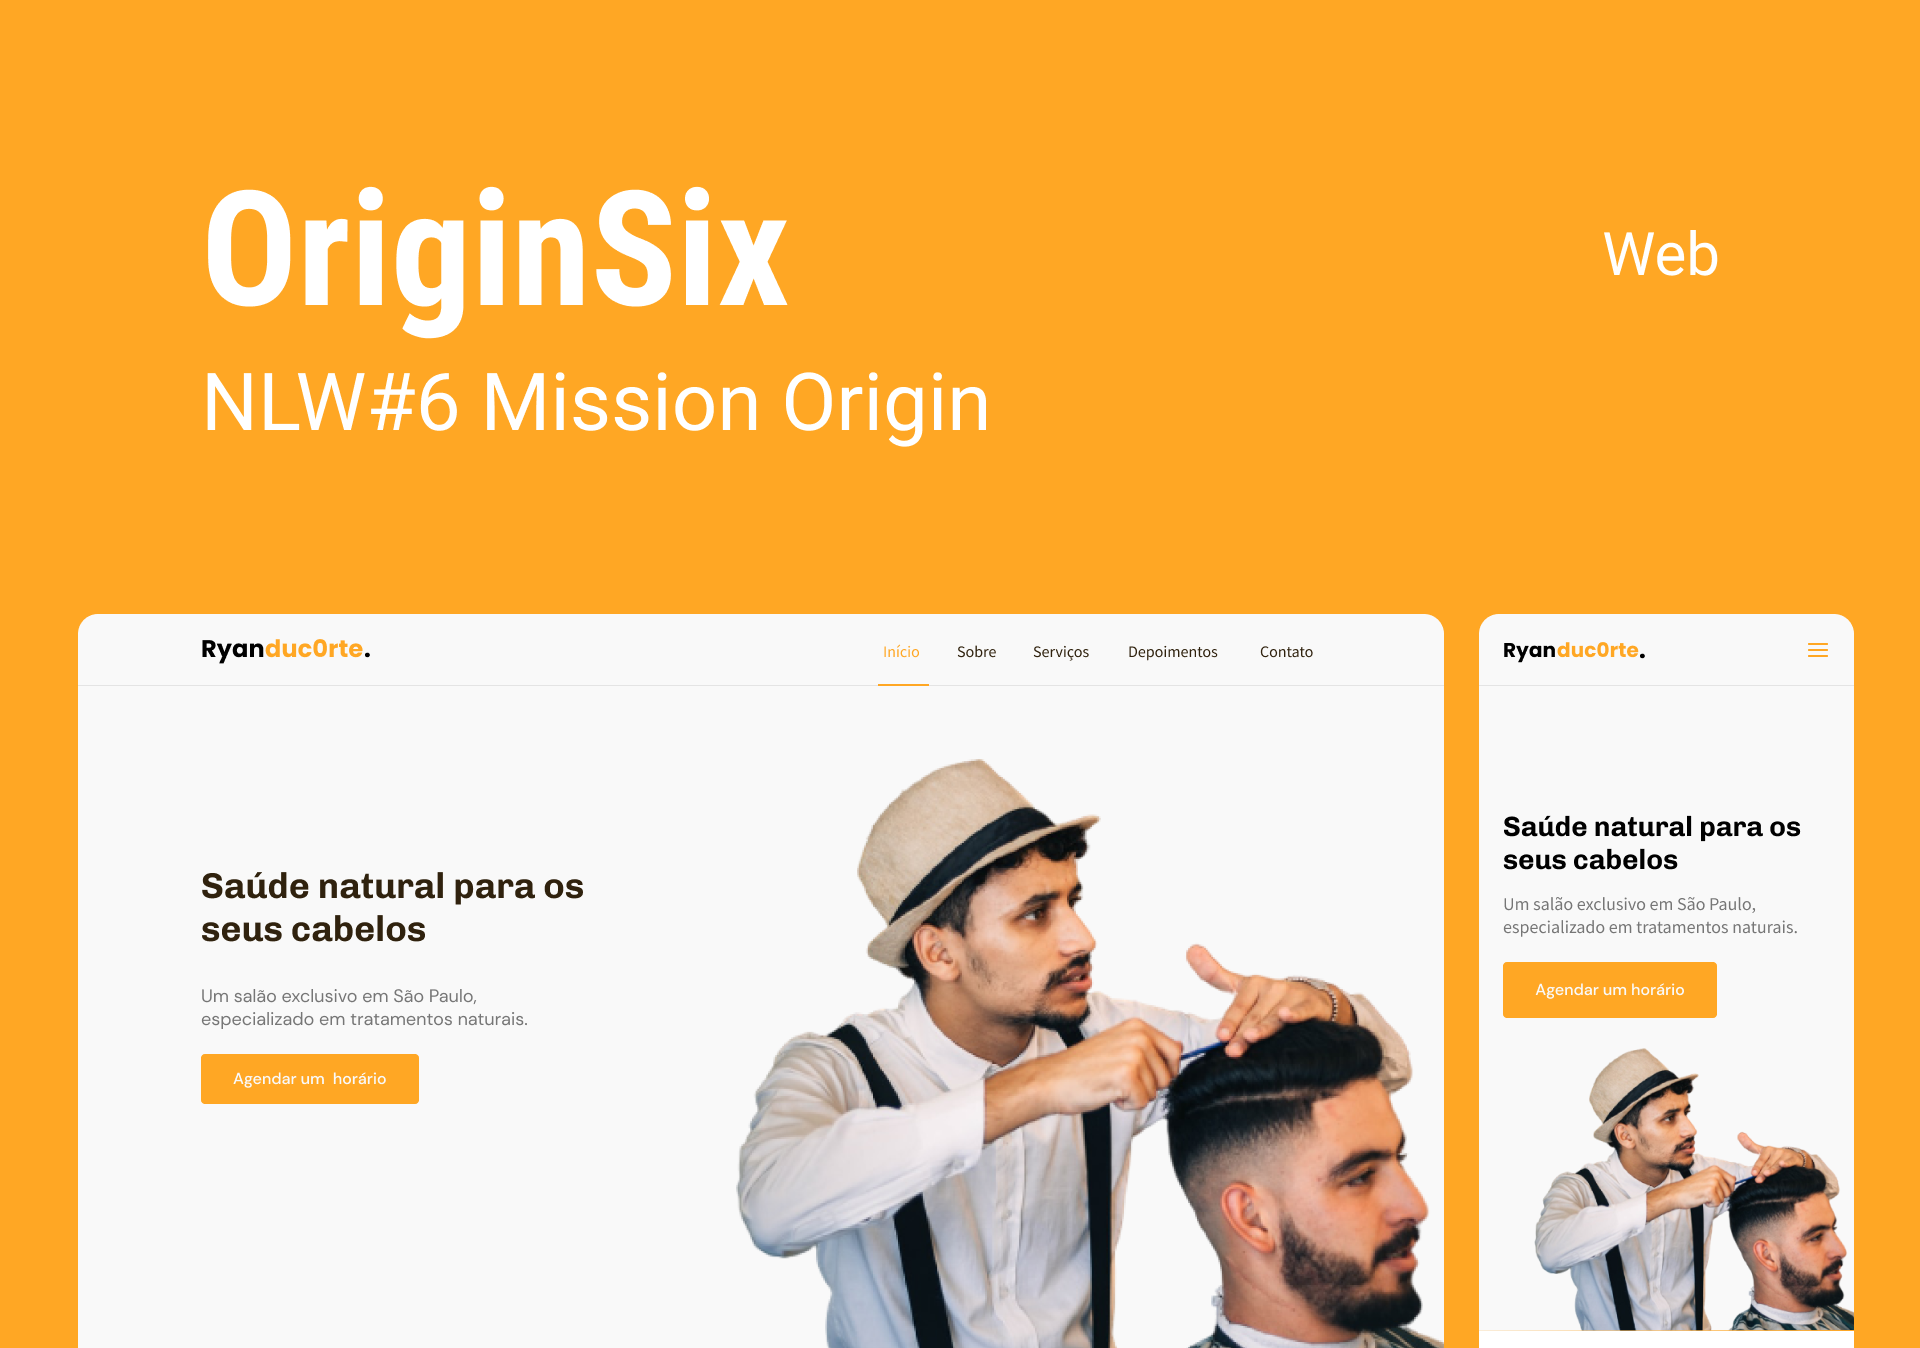 OriginSix
Web
NLW#6 Mission Origin
Ryanduc0rte.
Início Sobre Serviços Depoimentos Contato
Saúde natural para os
seus cabelos
Um salão exclusivo em São Paulo,
especializado em tratamentos naturais.
Agendar um  horário
Ryanduc0rte.
Saúde natural para os
seus cabelos
Um salão exclusivo em São Paulo,
especializado em tratamentos naturais.
Agendar um horário